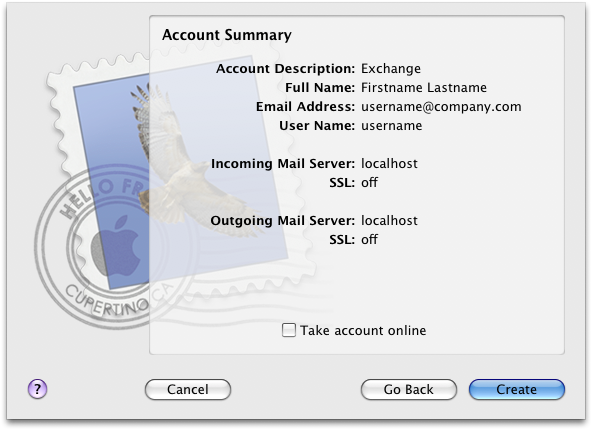 Account Summary
Account Description: Exchange
Full Name: Firstname Lastname
Email Address: username@company.com
User Name: username
Incoming Mail Server: localhost
SSL: off
Outgoing Mail Server: localhost
SSL: off
HELLO FR
CUPERTINO CA
Take account online
?
Cancel
Go Back
Create